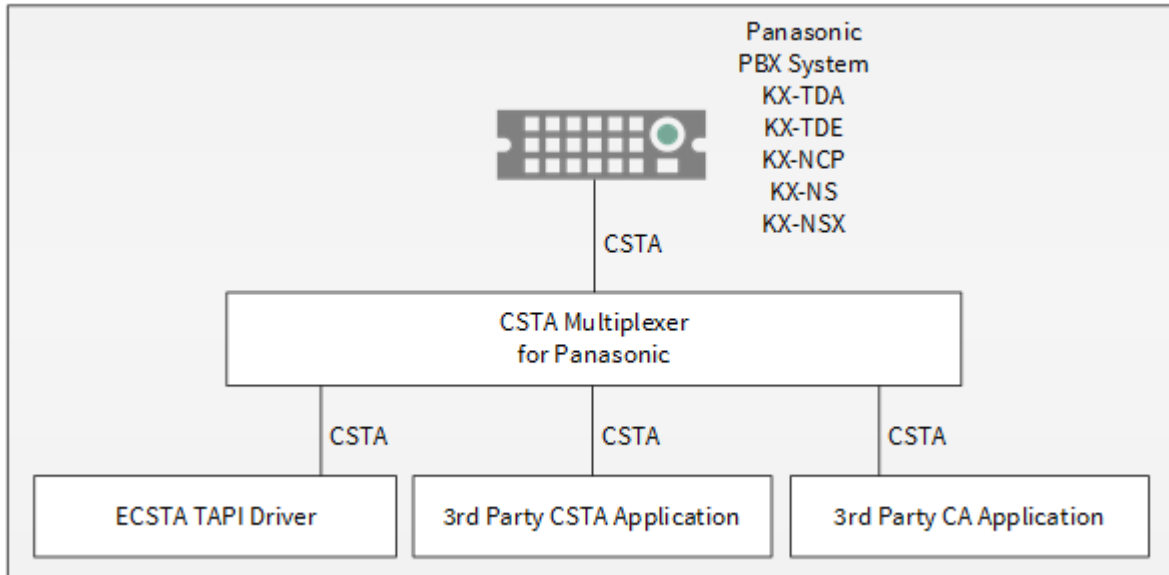 Panasonic
PBX System
KX-TDA
KX-TDE
KX-NCP
KX-NS
KX-NSX
CSTA
CSTA Multiplexer
for Panasonic
CSTA
CSTA
CSTA
ECSTA TAPI Driver
3rd Party CSTA Application
3rd Party CA Application